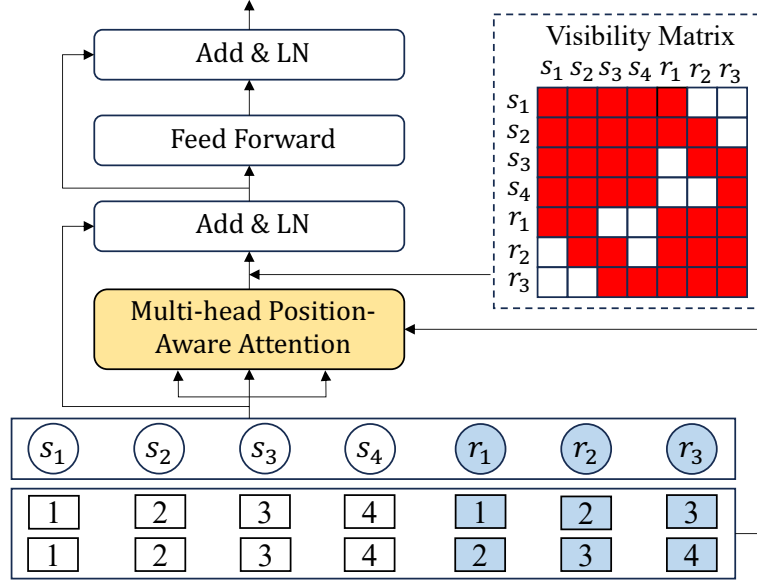 Add & LN
Feed Forward
Add & LN
Multi-head Position-
Aware Attention
Visibility Matrix
s₁ s₂ s₃ s₄ r₁ r₂ r₃
s₁
s₂
s₃
s₄
r₁
r₂
r₃
s₁ s₂ s₃ s₄ r₁ r₂ r₃
1 2 3 4 1 2 3
1 2 3 4 2 3 4